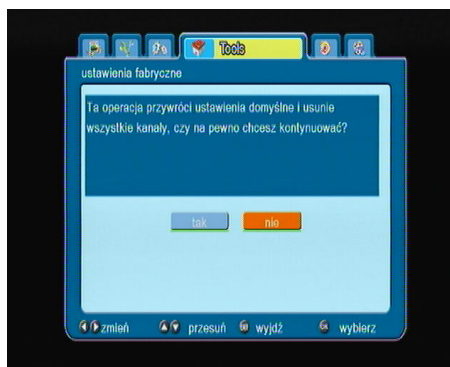 Tools
ustawienia fabryczne
Ta operacja przywróci ustawienia domyślne i usunie
wszystkie kanały, czy na pewno chcesz kontynuować?
tak nie
zmień przesuń wyjdź wybierz